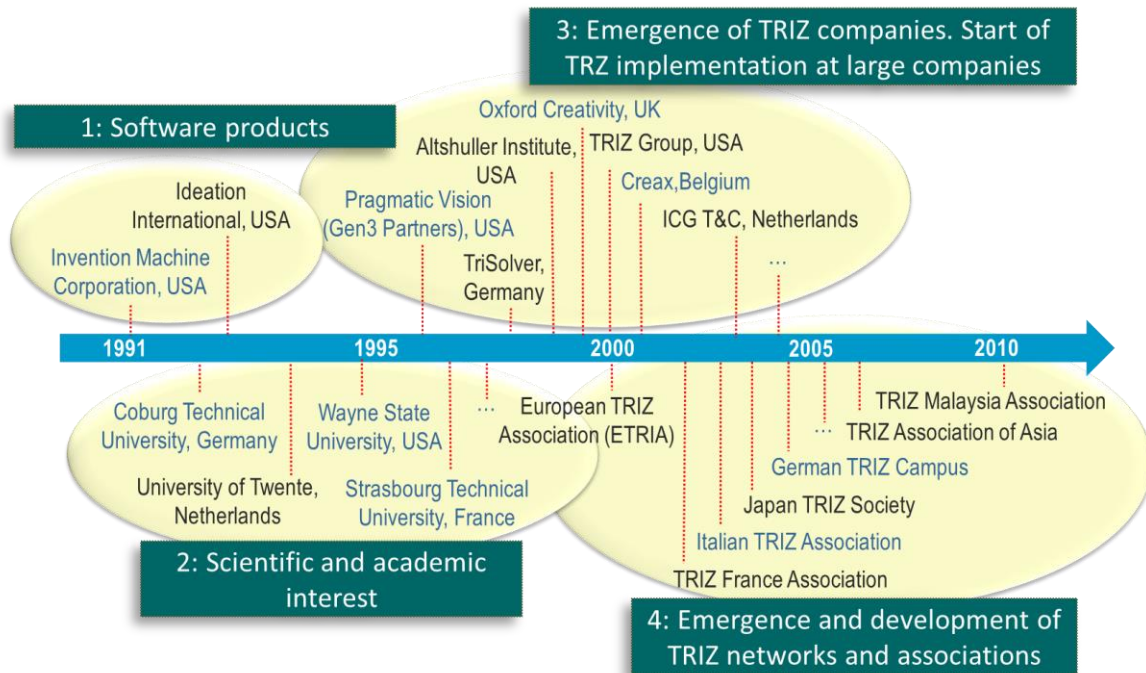 3: Emergence of TRIZ companies. Start of
TRZ implementation at large companies
1: Software products
Oxford Creativity, UK
Altshuller Institute,
USA
TRIZ Group, USA
Ideation
International, USA
Pragmatic Vision
(Gen3 Partners), USA
Creax,Belgium
ICG T&C, Netherlands
Invention Machine
Corporation, USA
TriSolver,
Germany
...
1991
1995
2000
2005
2010
Coburg Technical
University, Germany
Wayne State
University, USA
...
European TRIZ
Association (ETRIA)
TRIZ Malaysia Association
... TRIZ Association of Asia
German TRIZ Campus
University of Twente,
Netherlands
Strasbourg Technical
University, France
Japan TRIZ Society
Italian TRIZ Association
TRIZ France Association
2: Scientific and academic
interest
4: Emergence and development of
TRIZ networks and associations